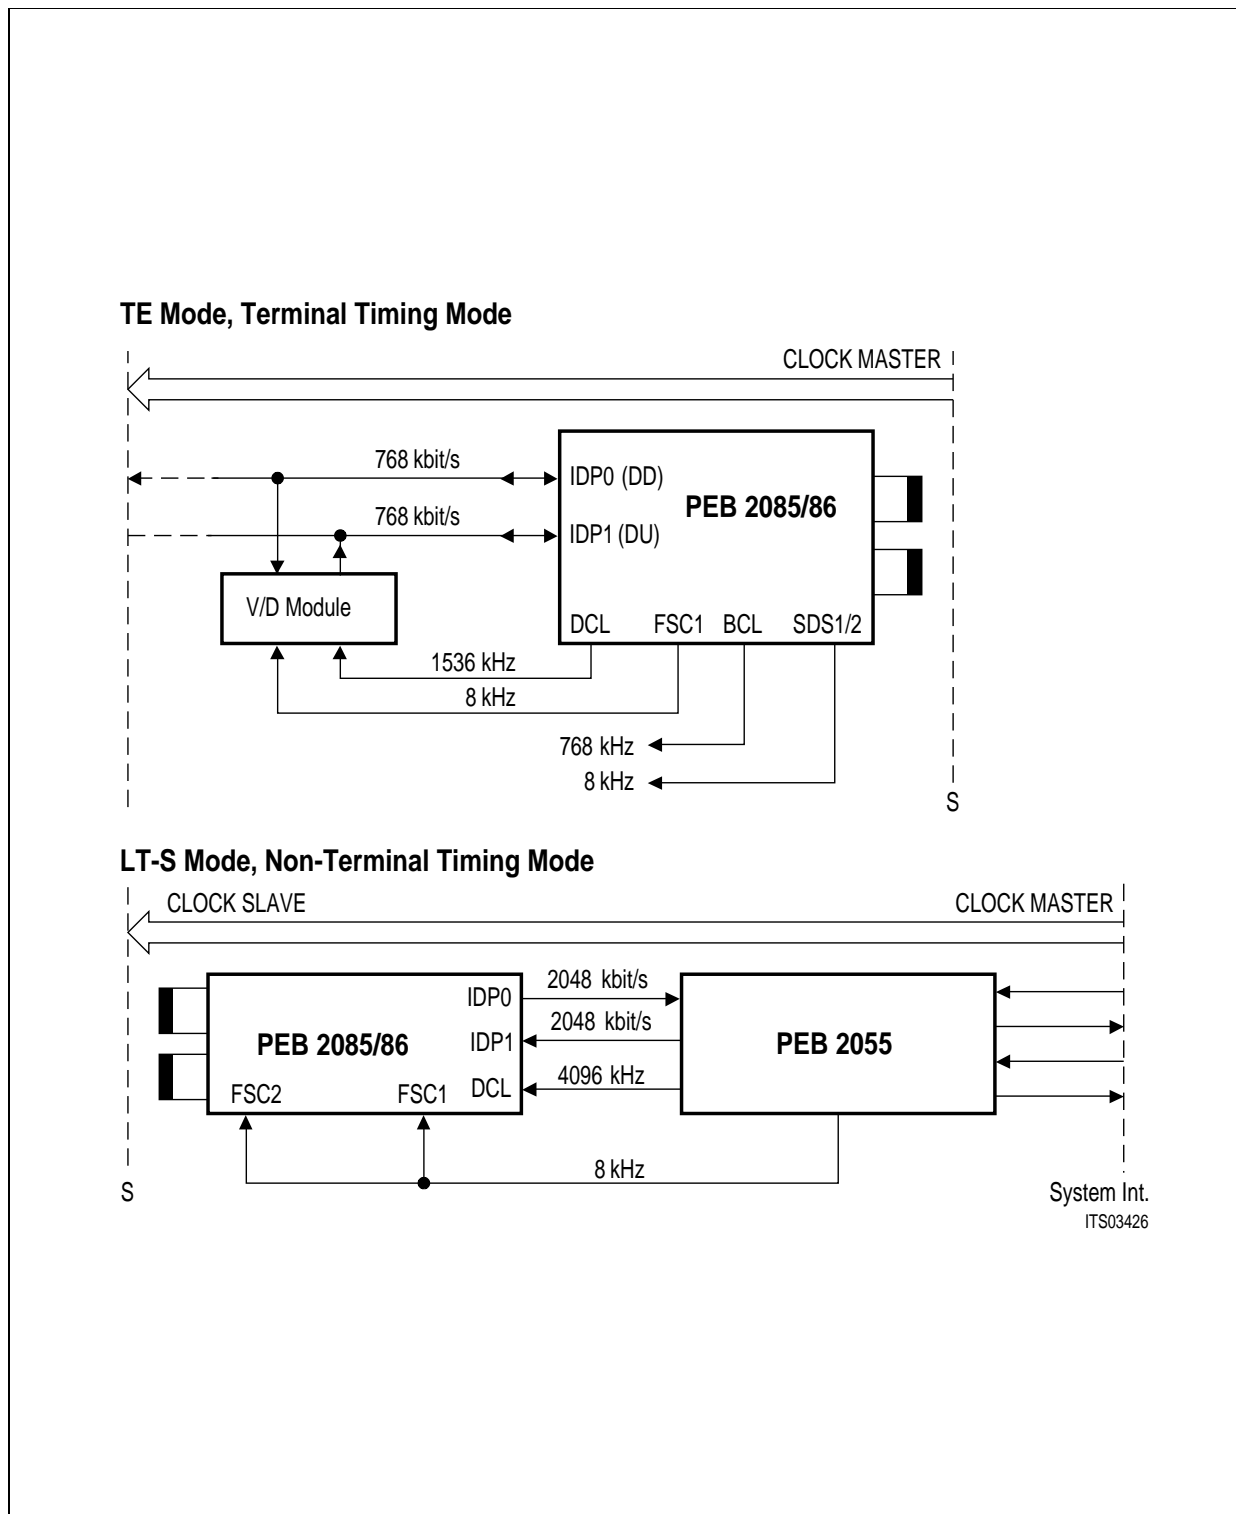 TE Mode, Terminal Timing Mode
CLOCK MASTER
768 kbit/s
IDP0 (DD)
PEB 2085/86
768 kbit/s
IDP1 (DU)
V/D Module
DCL FSC1 BCL SDS1/2
1536 kHz
8 kHz
768 kHz
8 kHz
S
LT-S Mode, Non-Terminal Timing Mode
CLOCK SLAVE CLOCK MASTER
IDP0 2048 kbit/s
PEB 2085/86 IDP1 2048 kbit/s PEB 2055
FSC2 FSC1 DCL 4096 kHz
8 kHz
S System Int.
ITS03426